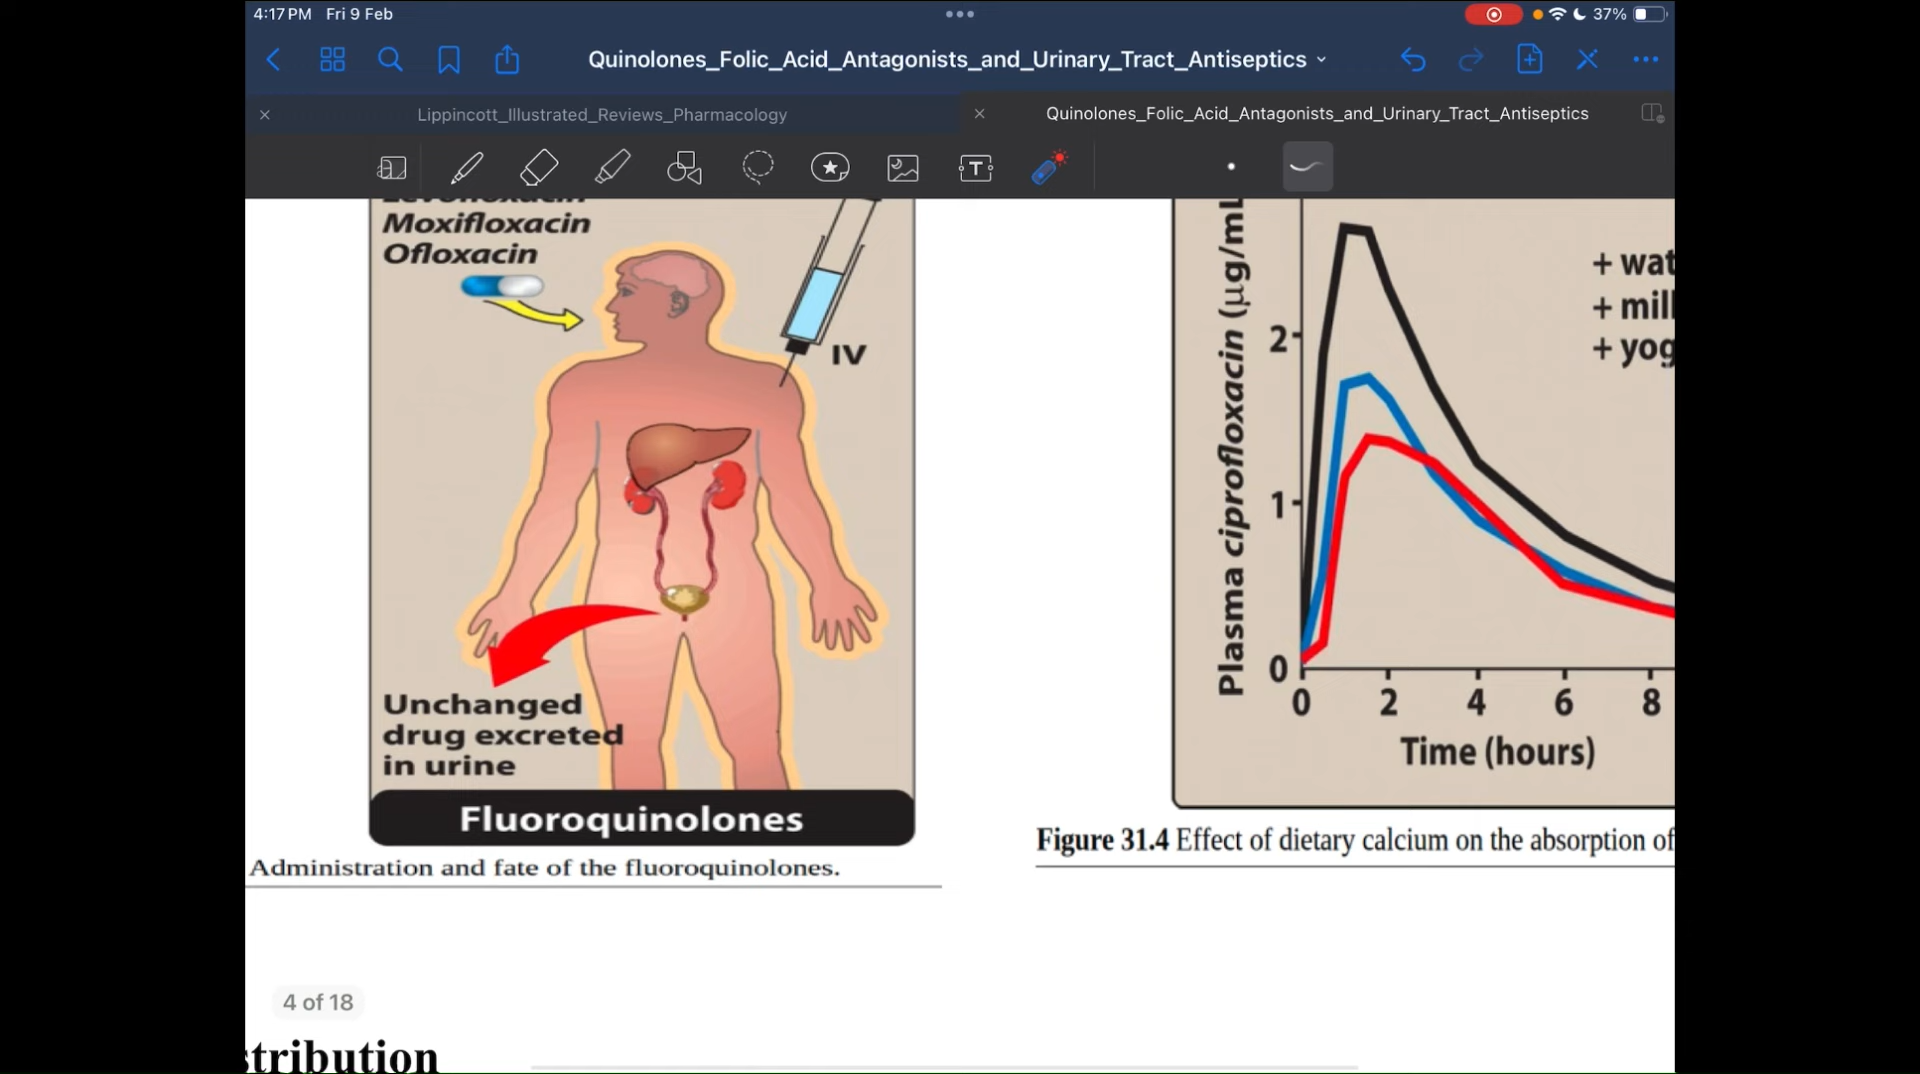 4:17 PM Fri 9 Feb
37%
Quinolones_Folic_Acid_Antagonists_and_Urinary_Tract_Antiseptics
Lippincott_Illustrated_Reviews_Pharmacology
Quinolones_Folic_Acid_Antagonists_and_Urinary_Tract_Antiseptics
T
Moxifloxacin
Ofloxacin
IV
Unchanged
drug excreted
in urine
Fluoroquinolones
Administration and fate of the fluoroquinolones.
Plasma ciprofloxacin (µg/mL
+ wat
+ mil
+ yog
2
1
0
0 2 4 6 8
Time (hours)
Figure 31.4 Effect of dietary calcium on the absorption of
4 of 18
stribution